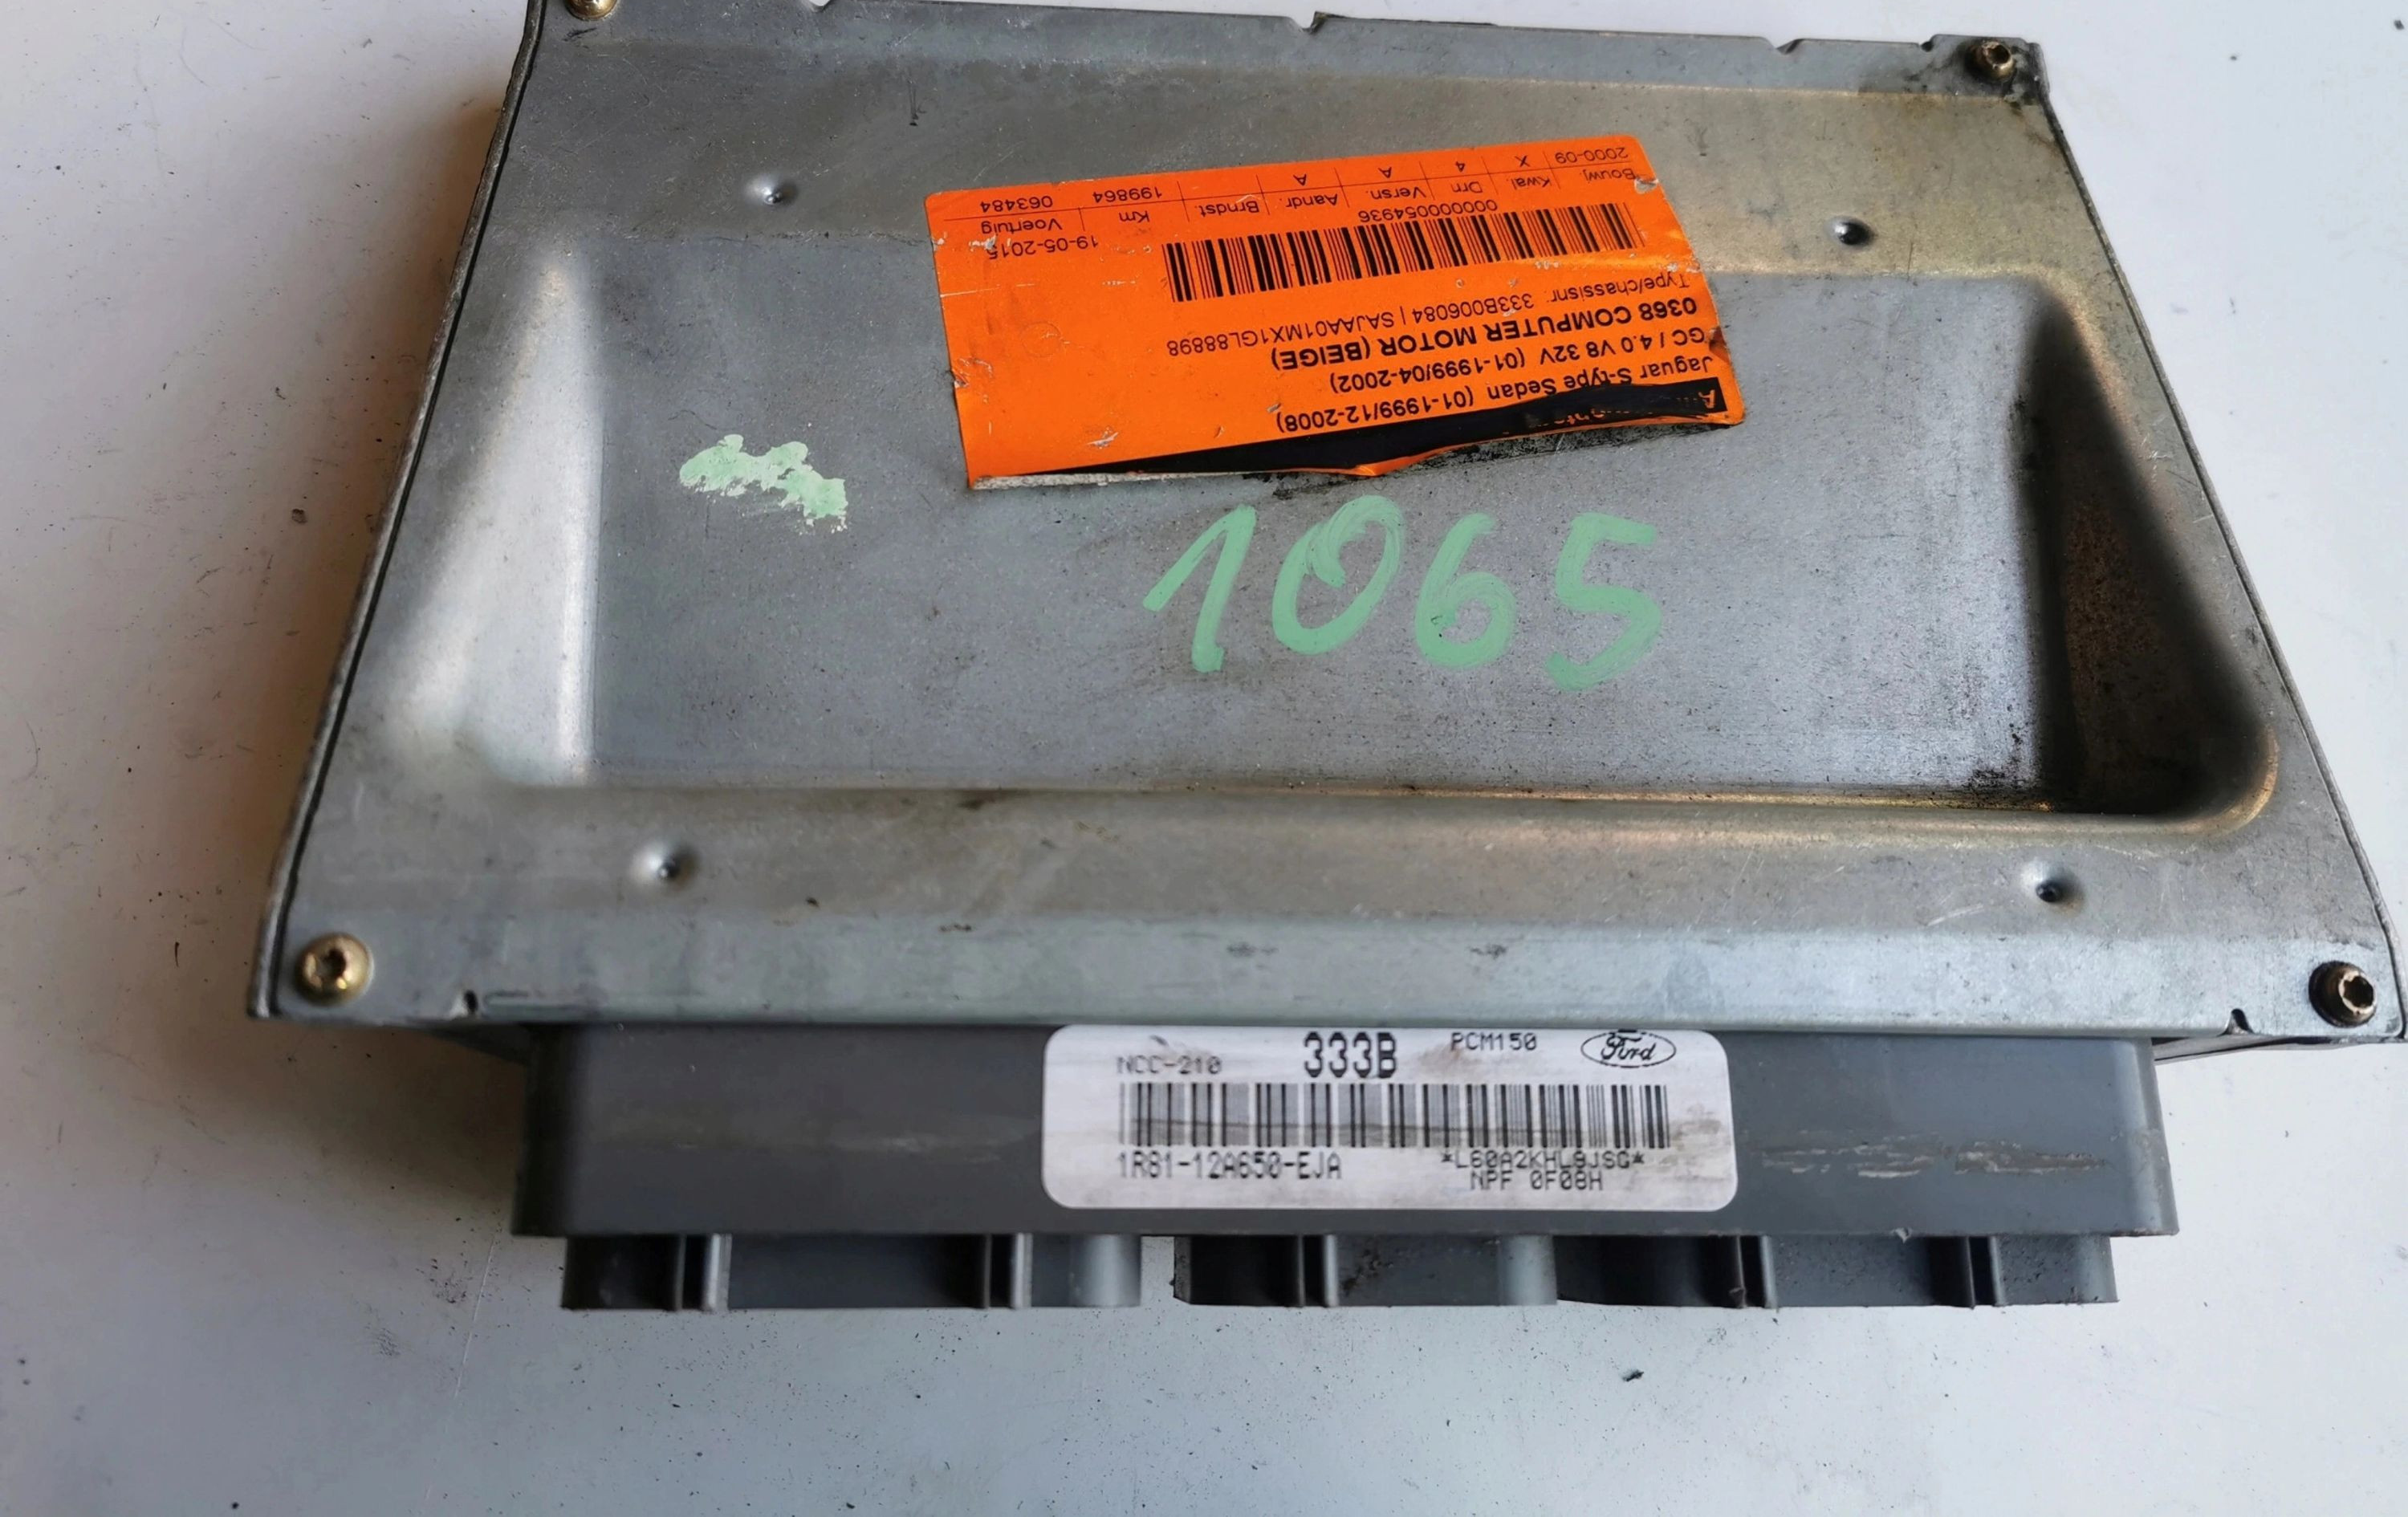 Jaguar S-type Sedan (01-1999/12-2008)
GC / 4.0 V8 32V (01-1999/04-2002)
0368 COMPUTER MOTOR (BEIGE)
Type/chassisnr. 333B006084 | SAJAA01MX1GL88898
000000054936 19-05-2015
Bouwj Kwal. Drn Versn. Aandr. Brndst Km Voertuig
2000-09 X 4 A A 199864 063484
1065
NCC-210 333B PCM150 Ford
1R81-12A650-EJA *L60A2KHL9JSG*
NPF 0F08H